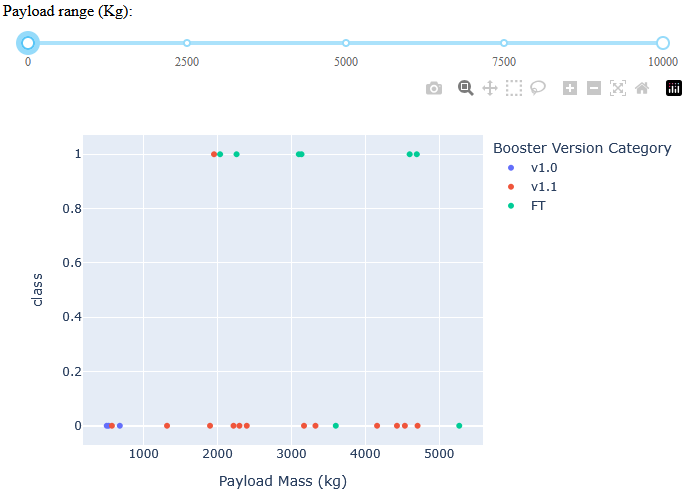 Payload range (Kg):
0 2500 5000 7500 10000
Booster Version Category
v1.0
v1.1
FT
1
0.8
0.6
0.4
0.2
0
class
1000 2000 3000 4000 5000
Payload Mass (kg)